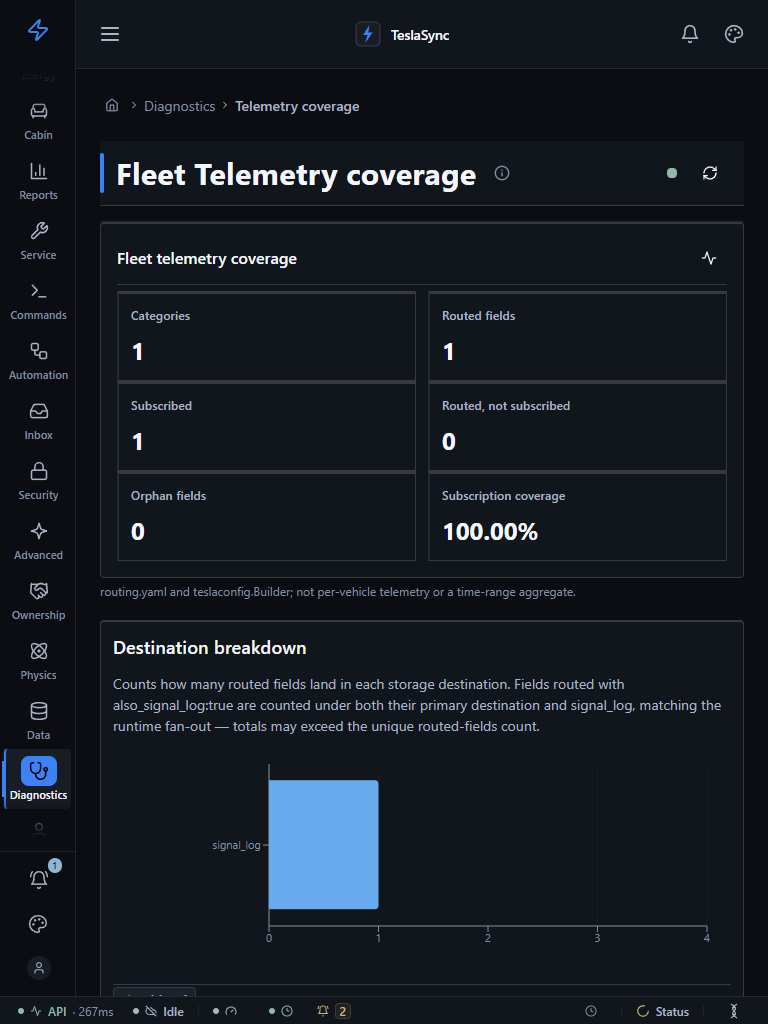 TeslaSync
Diagnostics
Telemetry coverage
Fleet Telemetry coverage
Cabin
Reports
Service
Commands
Automation
Inbox
Security
Advanced
Ownership
Physics
Data
Diagnostics
1
Fleet telemetry coverage
Categories
1
Routed fields
1
Subscribed
1
Routed, not subscribed
0
Orphan fields
0
Subscription coverage
100.00%
routing.yaml and teslaconfig.Builder; not per-vehicle telemetry or a time-range aggregate.
Destination breakdown
Counts how many routed fields land in each storage destination. Fields routed with
also_signal_log:true are counted under both their primary destination and signal_log, matching the
runtime fan-out — totals may exceed the unique routed-fields count.
signal_log
0 1 2 3 4
API · 267ms
Idle
2
Status